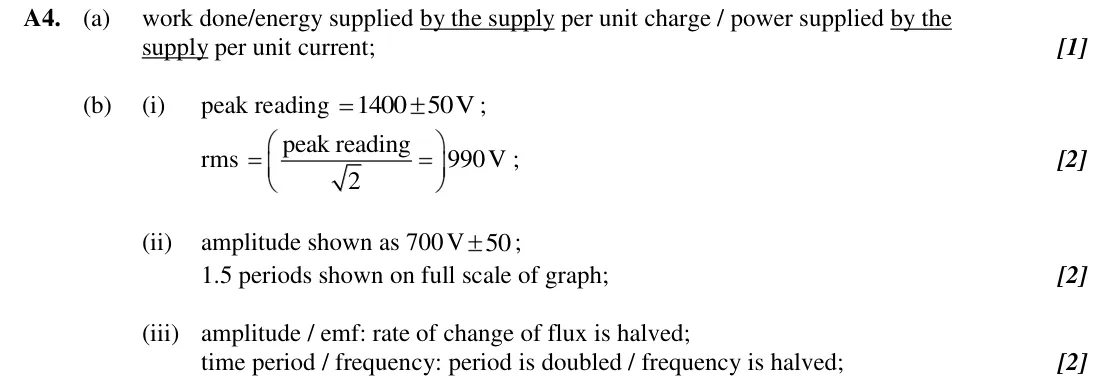 A4. (a) work done/energy supplied by the supply per unit charge / power supplied by the
supply per unit current; [1]
(b) (i) peak reading =1400±50V;
rms = (peak reading/√2 =) 990V; [2]
(ii) amplitude shown as 700V±50;
1.5 periods shown on full scale of graph; [2]
(iii) amplitude / emf: rate of change of flux is halved;
time period / frequency: period is doubled / frequency is halved; [2]